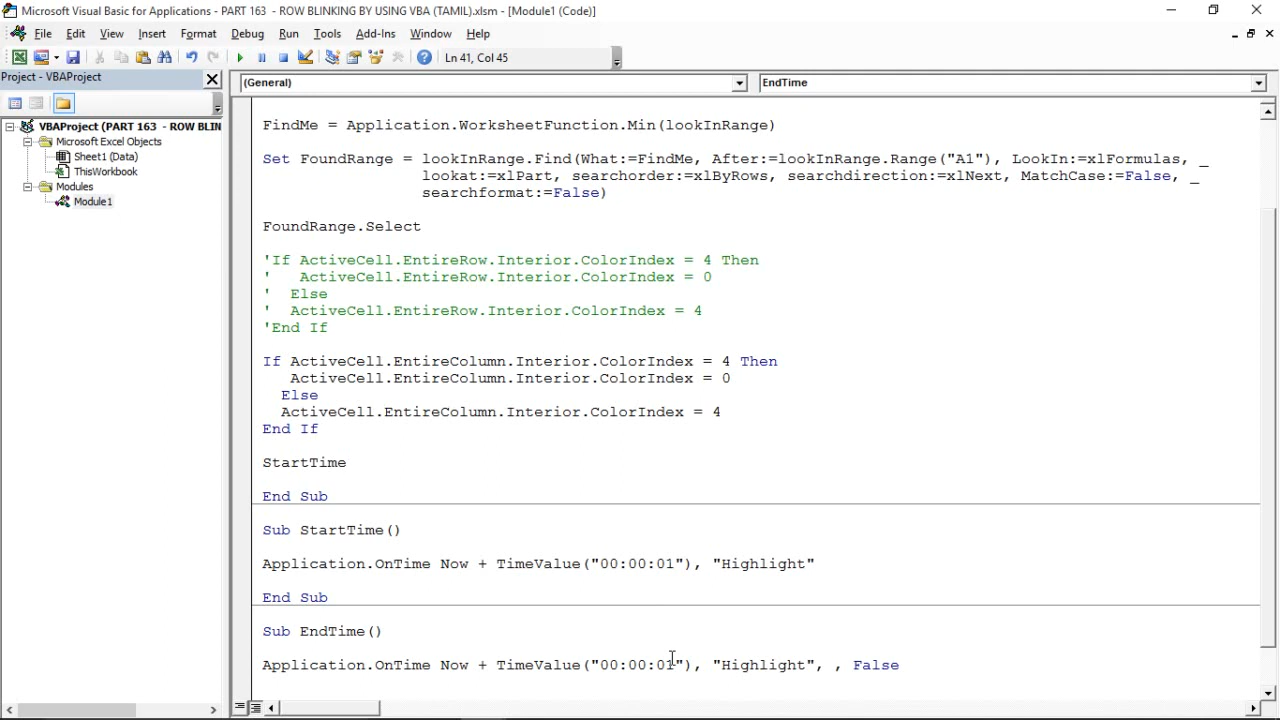 Microsoft Visual Basic for Applications - PART 163 - ROW BLINKING BY USING VBA (TAMIL).xlsm - [Module1 (Code)]
File Edit View Insert Format Debug Run Tools Add-Ins Window Help
Ln 41, Col 45
Project - VBAProject
(General) EndTime
VBAProject (PART 163 - ROW BLIN
Microsoft Excel Objects
Sheet1 (Data)
ThisWorkbook
Modules
Module1
FindMe = Application.WorksheetFunction.Min(lookInRange)
Set FoundRange = lookInRange.Find(What:=FindMe, After:=lookInRange.Range("A1"), LookIn:=xlFormulas, _
lookat:=xlPart, searchorder:=xlByRows, searchdirection:=xlNext, MatchCase:=False, _
searchformat:=False)
FoundRange.Select
'If ActiveCell.EntireRow.Interior.ColorIndex = 4 Then
'   ActiveCell.EntireRow.Interior.ColorIndex = 0
'  Else
'  ActiveCell.EntireRow.Interior.ColorIndex = 4
'End If
If ActiveCell.EntireColumn.Interior.ColorIndex = 4 Then
ActiveCell.EntireColumn.Interior.ColorIndex = 0
Else
ActiveCell.EntireColumn.Interior.ColorIndex = 4
End If
StartTime
End Sub
Sub StartTime()
Application.OnTime Now + TimeValue("00:00:01"), "Highlight"
End Sub
Sub EndTime()
Application.OnTime Now + TimeValue("00:00:01"), "Highlight", , False